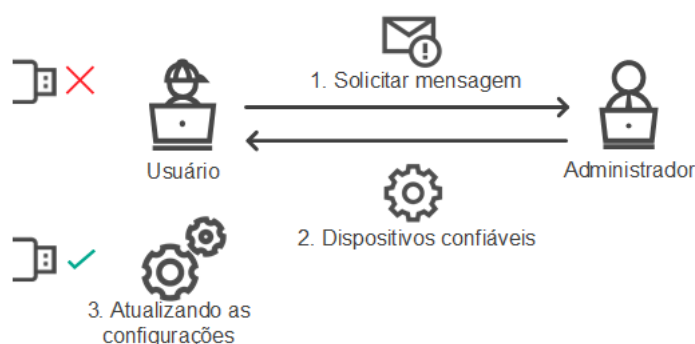 1. Solicitar mensagem
Usuário
Administrador
2. Dispositivos confiáveis
3. Atualizando as
configurações